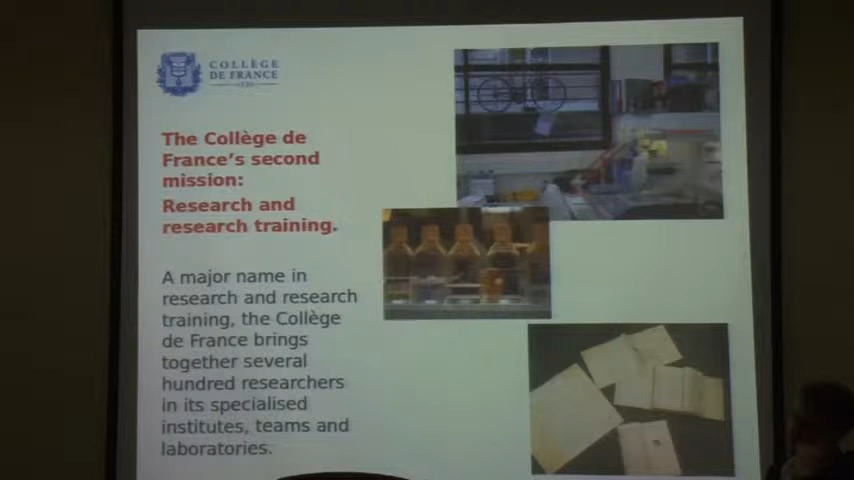 COLLÈGE
DE FRANCE
The Collège de
France's second
mission:
Research and
research training.
A major name in
research and research
training, the Collège
de France brings
together several
hundred researchers
in its specialised
institutes, teams and
laboratories.